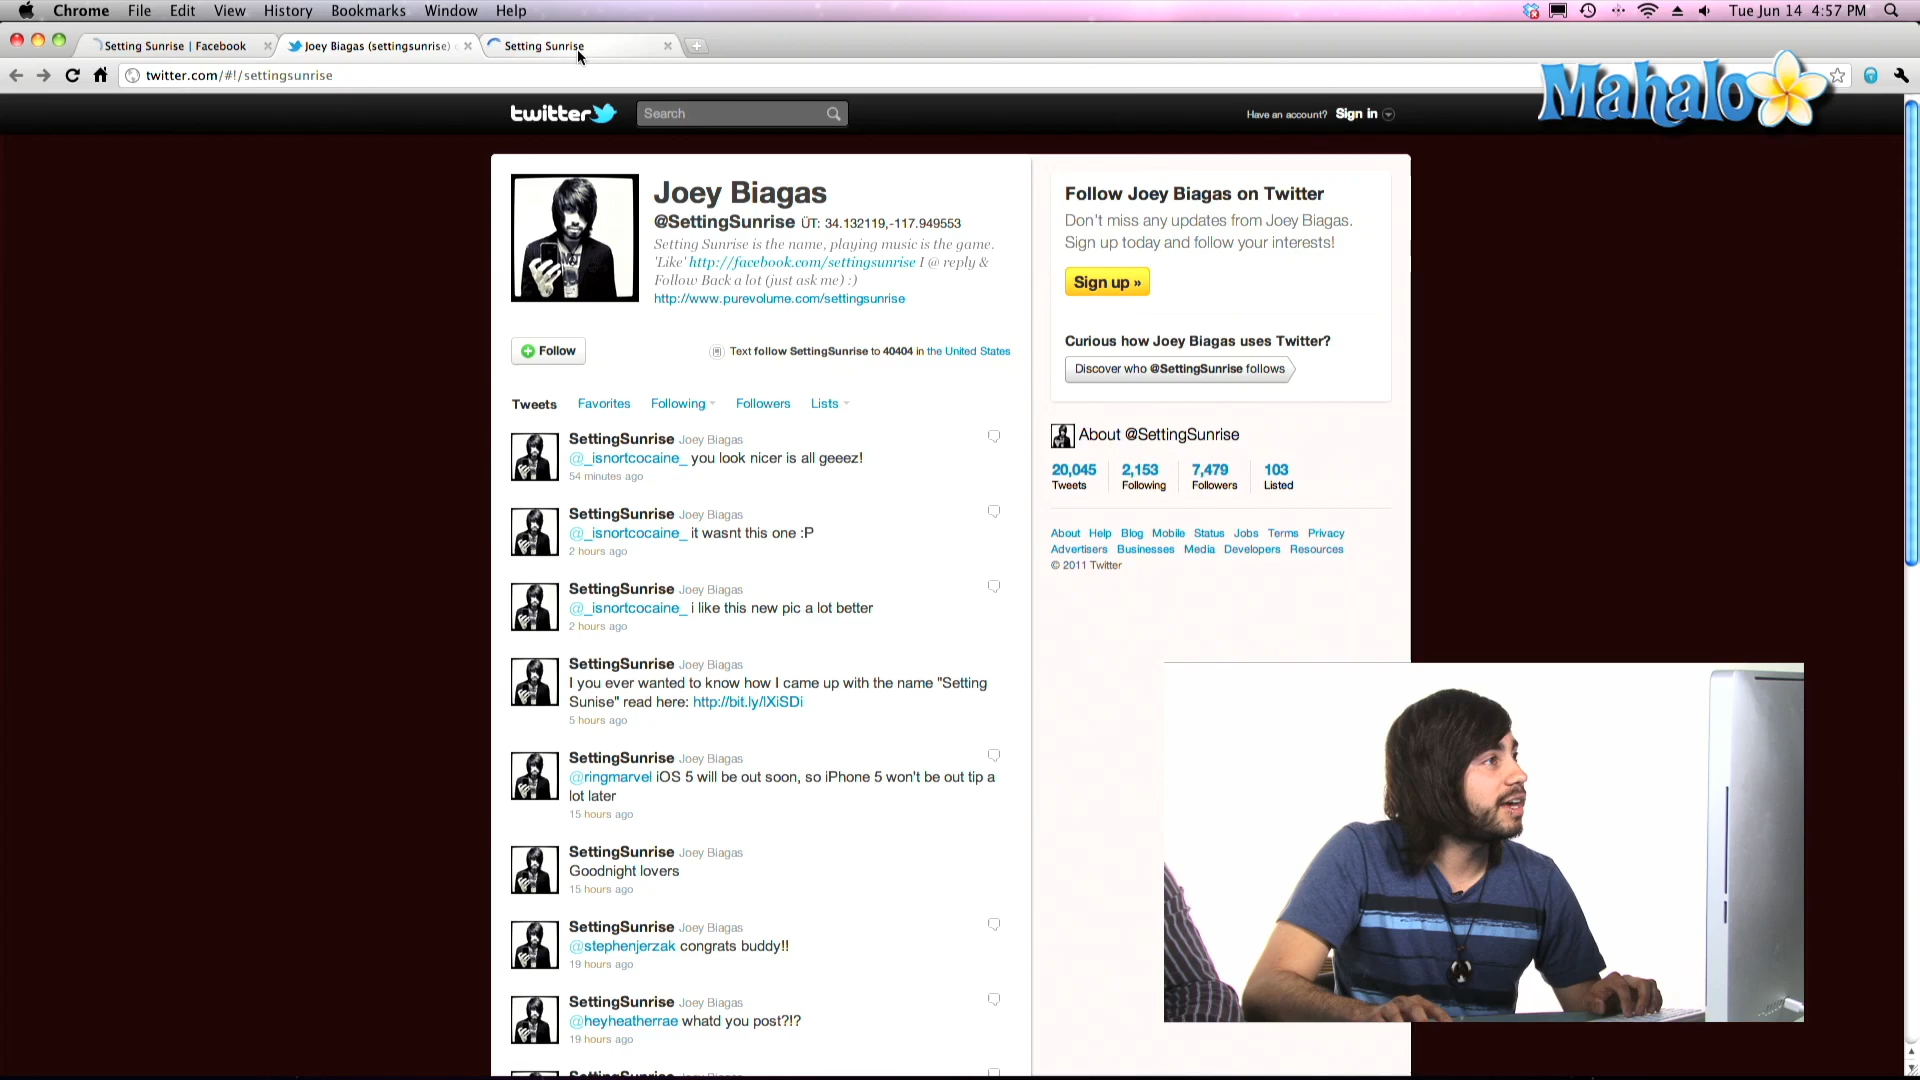 Chrome File Edit View History Bookmarks Window Help Tue Jun 14 4:57 PM
Setting Sunrise | Facebook Joey Biagas (settingsunrise) Setting Sunrise
twitter.com/#!/settingsunrise
Mahalo
twitter Search Have an account? Sign in
Joey Biagas
@SettingSunrise ÜT: 34.132119,-117.949553
Setting Sunrise is the name, playing music is the game.
'Like' http://facebook.com/settingsunrise I @ reply &
Follow Back a lot (just ask me) :)
http://www.purevolume.com/settingsunrise
Follow
Text follow SettingSunrise to 40404 in the United States
Tweets Favorites Following Followers Lists
SettingSunrise Joey Biagas
@_isnortcocaine_ you look nicer is all geeez!
54 minutes ago
SettingSunrise Joey Biagas
@_isnortcocaine_ it wasnt this one :P
2 hours ago
SettingSunrise Joey Biagas
@_isnortcocaine_ i like this new pic a lot better
2 hours ago
SettingSunrise Joey Biagas
I you ever wanted to know how I came up with the name "Setting
Sunise" read here: http://bit.ly/lXiSDi
5 hours ago
SettingSunrise Joey Biagas
@ringmarvel iOS 5 will be out soon, so iPhone 5 won't be out tip a
lot later
15 hours ago
SettingSunrise Joey Biagas
Goodnight lovers
15 hours ago
SettingSunrise Joey Biagas
@stephenjerzak congrats buddy!!
19 hours ago
SettingSunrise Joey Biagas
@heyheatherrae whatd you post?!?
19 hours ago
Follow Joey Biagas on Twitter
Don't miss any updates from Joey Biagas.
Sign up today and follow your interests!
Sign up »
Curious how Joey Biagas uses Twitter?
Discover who @SettingSunrise follows
About @SettingSunrise
20,045 2,153 7,479 103
Tweets Following Followers Listed
About Help Blog Mobile Status Jobs Terms Privacy
Advertisers Businesses Media Developers Resources
© 2011 Twitter